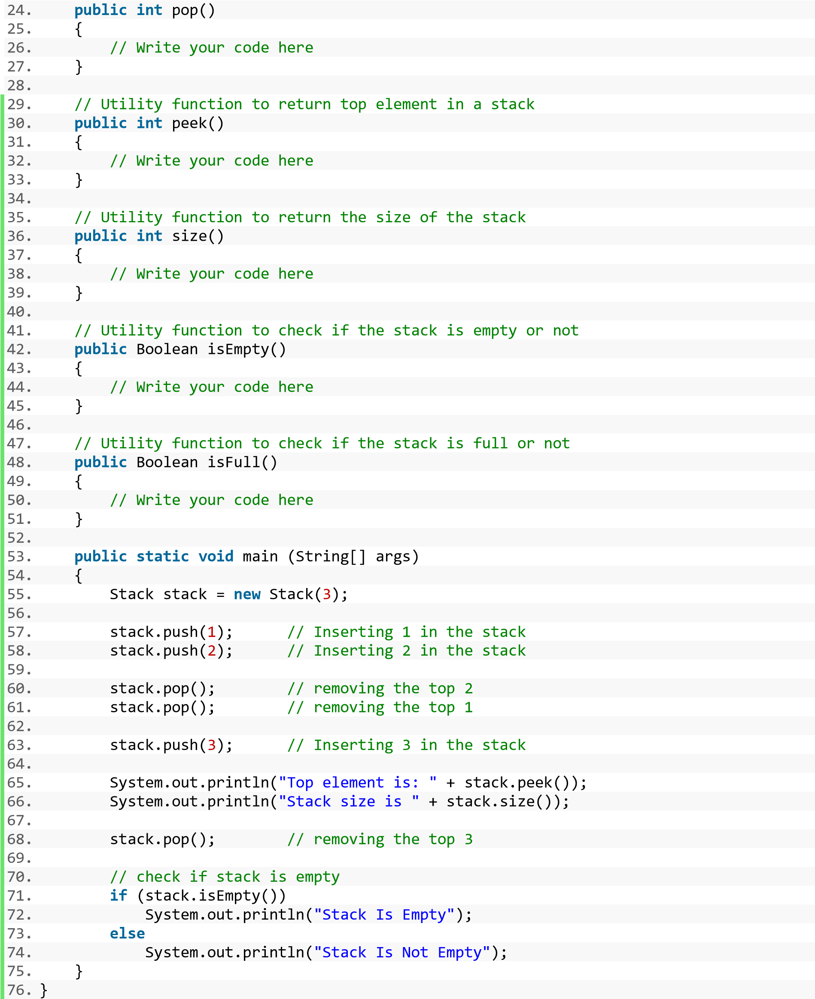 24.     public int pop()
25.     {
26.         // Write your code here
27.     }
28.
29.     // Utility function to return top element in a stack
30.     public int peek()
31.     {
32.         // Write your code here
33.     }
34.
35.     // Utility function to return the size of the stack
36.     public int size()
37.     {
38.         // Write your code here
39.     }
40.
41.     // Utility function to check if the stack is empty or not
42.     public Boolean isEmpty()
43.     {
44.         // Write your code here
45.     }
46.
47.     // Utility function to check if the stack is full or not
48.     public Boolean isFull()
49.     {
50.         // Write your code here
51.     }
52.
53.     public static void main (String[] args)
54.     {
55.         Stack stack = new Stack(3);
56.
57.         stack.push(1);      // Inserting 1 in the stack
58.         stack.push(2);      // Inserting 2 in the stack
59.
60.         stack.pop();        // removing the top 2
61.         stack.pop();        // removing the top 1
62.
63.         stack.push(3);      // Inserting 3 in the stack
64.
65.         System.out.println("Top element is: " + stack.peek());
66.         System.out.println("Stack size is " + stack.size());
67.
68.         stack.pop();        // removing the top 3
69.
70.         // check if stack is empty
71.         if (stack.isEmpty())
72.             System.out.println("Stack Is Empty");
73.         else
74.             System.out.println("Stack Is Not Empty");
75.     }
76. }